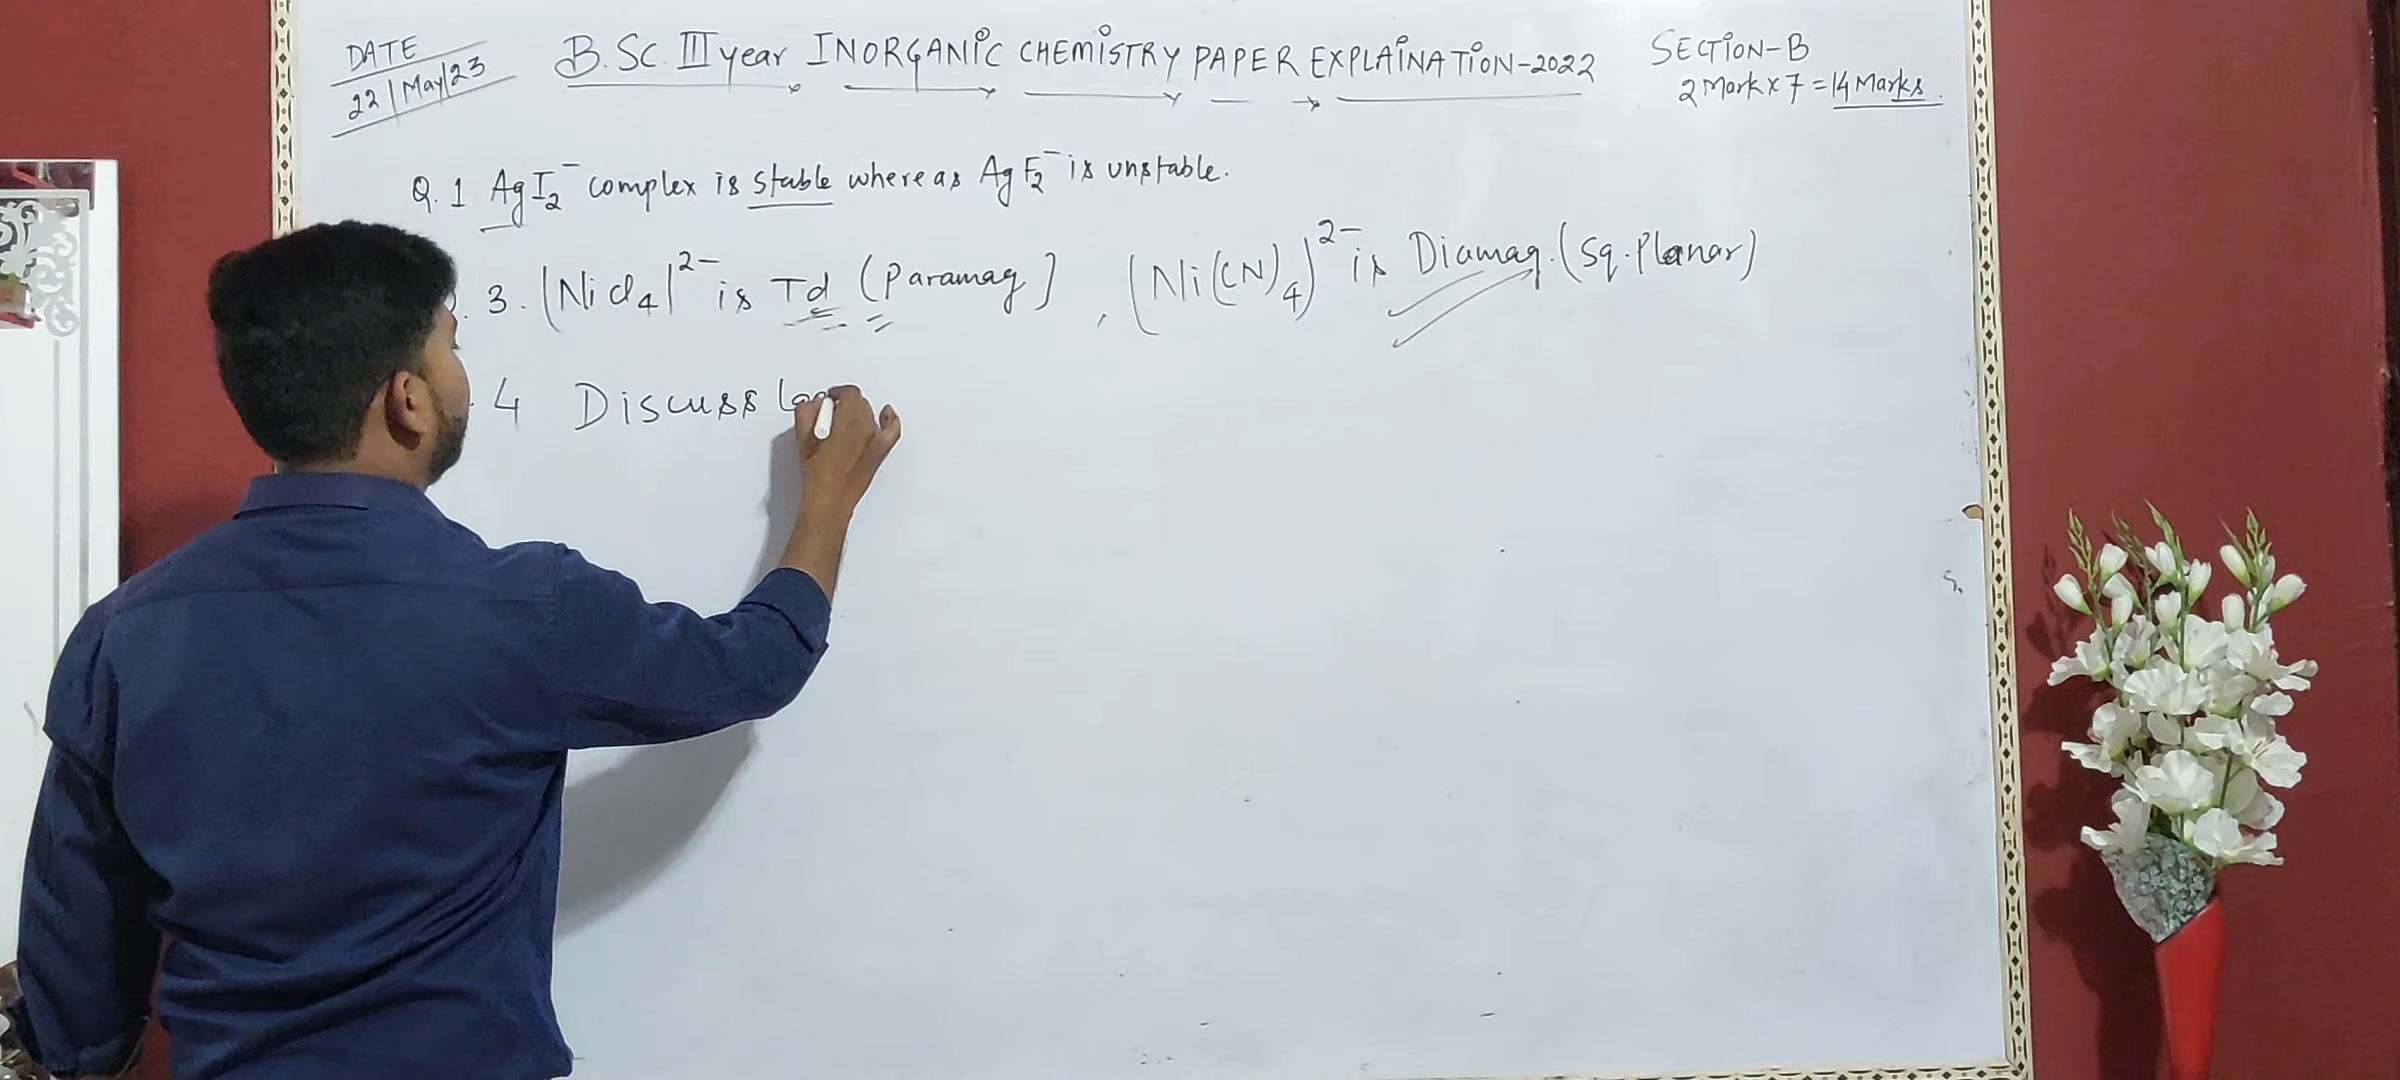 DATE
22/May/23
B.Sc. III year INORGANIC CHEMISTRY PAPER EXPLAINATION-2022
SECTION-B
2 Mark x 7 = 14 Marks.
Q. 1 AgI₂⁻ complex is stable whereas AgF₂⁻ is unstable.
. 3. (NiCl₄)²⁻ is Td (Paramag), (Ni(CN)₄)²⁻ is Diamag. (Sq. Planar)
. 4 Discuss